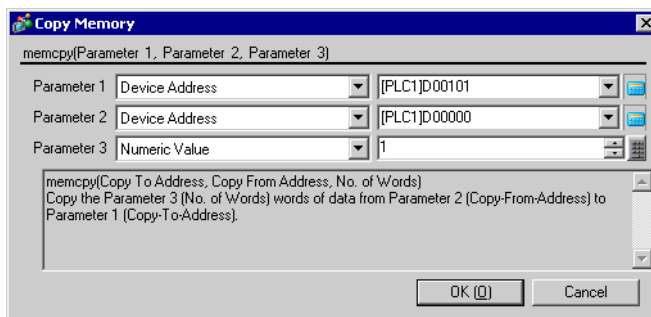 Copy Memory
memcpy(Parameter 1, Parameter 2, Parameter 3)
Parameter 1 Device Address [PLC1]D00101
Parameter 2 Device Address [PLC1]D00000
Parameter 3 Numeric Value 1
memcpy(Copy To Address, Copy From Address, No. of Words)
Copy the Parameter 3 (No. of Words) words of data from Parameter 2 (Copy-From-Address) to
Parameter 1 (Copy-To-Address).
OK (O) Cancel